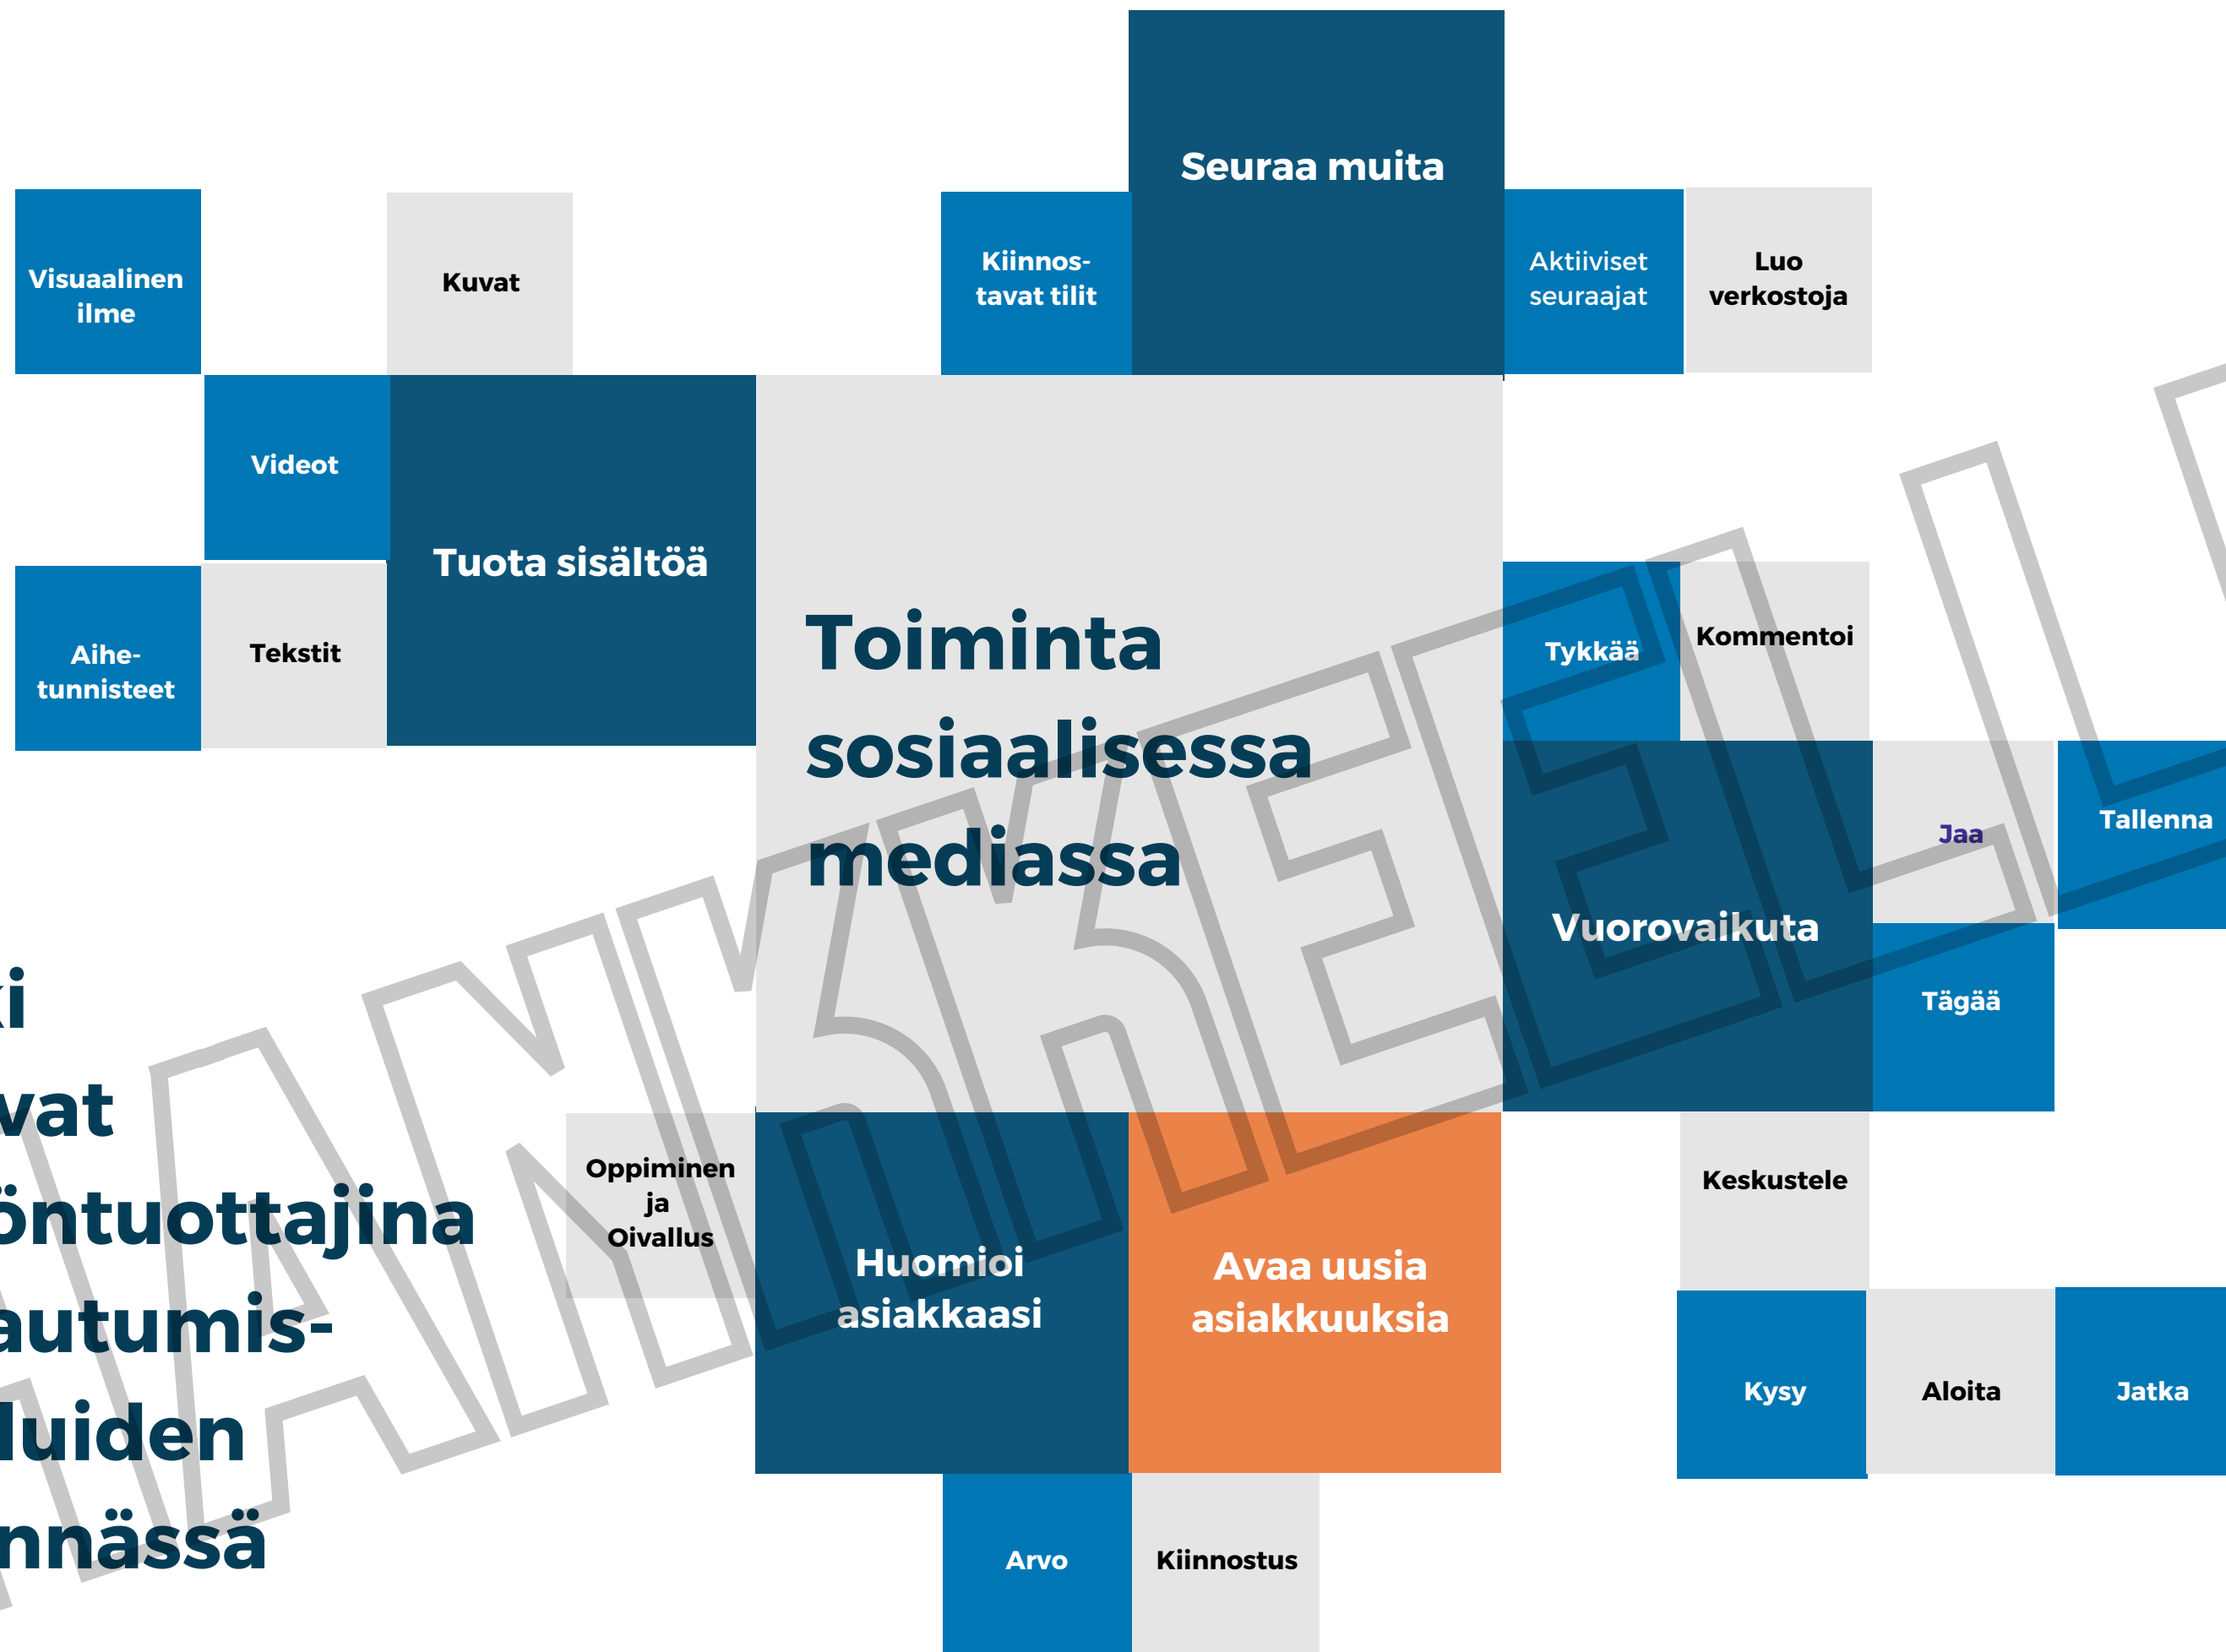 Seuraa muita
Visuaalinen
ilme
Kuvat
Kiinnos-
tavat tilit
Aktiiviset
seuraajat
Luo
verkostoja
Videot
Tuota sisältöä
Aihe-
tunnisteet
Tekstit
Toiminta
sosiaalisessa
mediassa
Tykkää
Kommentoi
Jaa
Tallenna
Vuorovaikuta
Tägää
ki
vat
öntuottajina
autumis-
luiden
nnässä
Oppiminen
ja
Oivallus
Huomioi
asiakkaasi
Avaa uusia
asiakkuuksia
Keskustele
Kysy
Aloita
Jatka
Arvo
Kiinnostus